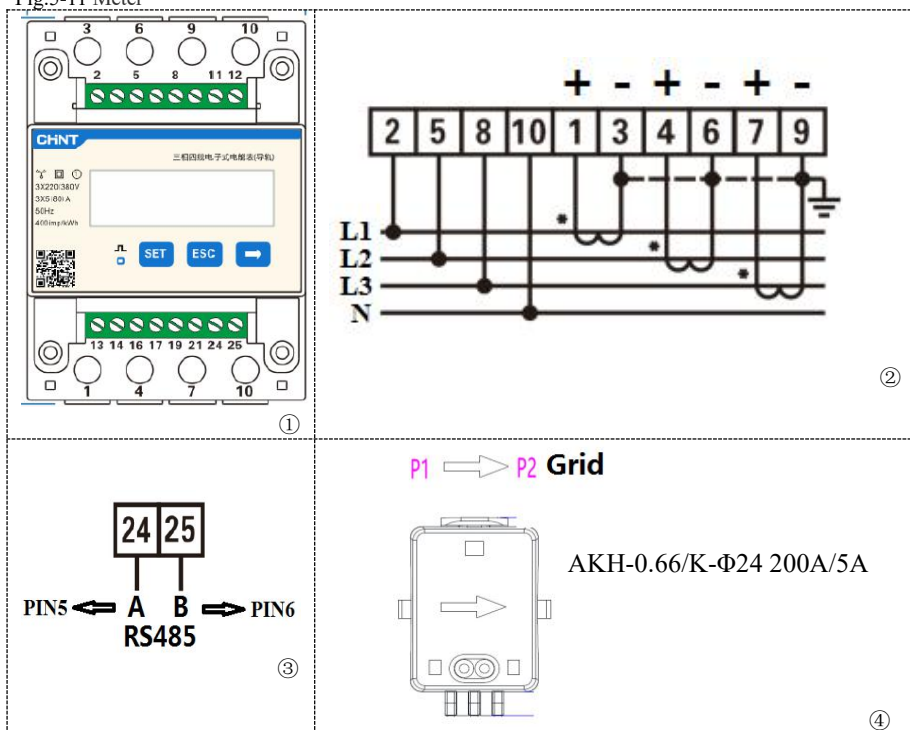 Fig.5-11 Meter
3 6 9 10
2 5 8 11 12
CHNT
三相四线电子式电能表(导轨)
3X220/380V
3X5(80)A
50Hz
400imp/kWh
SET ESC
13 14 16 17 19 21 24 25
1 4 7 10
①
+ - + - + -
2 5 8 10 1 3 4 6 7 9
* L1
* L2
* L3
N
②
24 25
PIN5 A B PIN6
RS485
③
P1 P2 Grid
AKH-0.66/K-Φ24 200A/5A
④